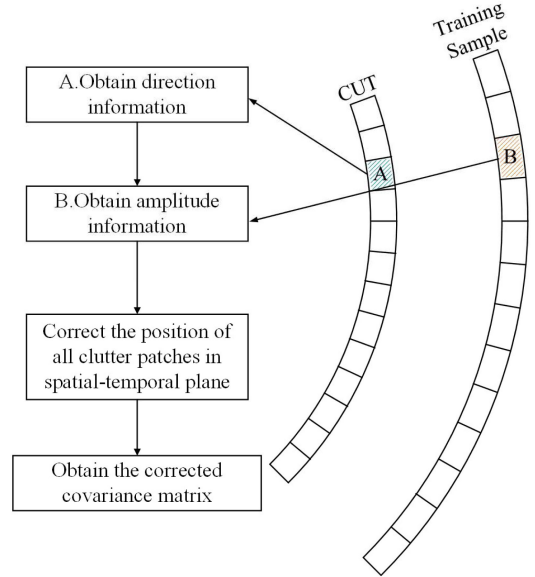 A.Obtain direction
information
B.Obtain amplitude
information
Correct the position of
all clutter patches in
spatial-temporal plane
Obtain the corrected
covariance matrix
CUT
A
Training
Sample
B